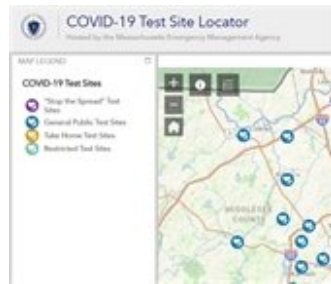 COVID-19 Test Site Locator
Hosted by the Massachusetts Emergency Management Agency
MAP LEGEND
COVID-19 Test Sites
"Stop the Spread" Test
Sites
General Public Test Sites
Take Home Test Sites
Restricted Test Sites
MIDDLESEX
COUNTY